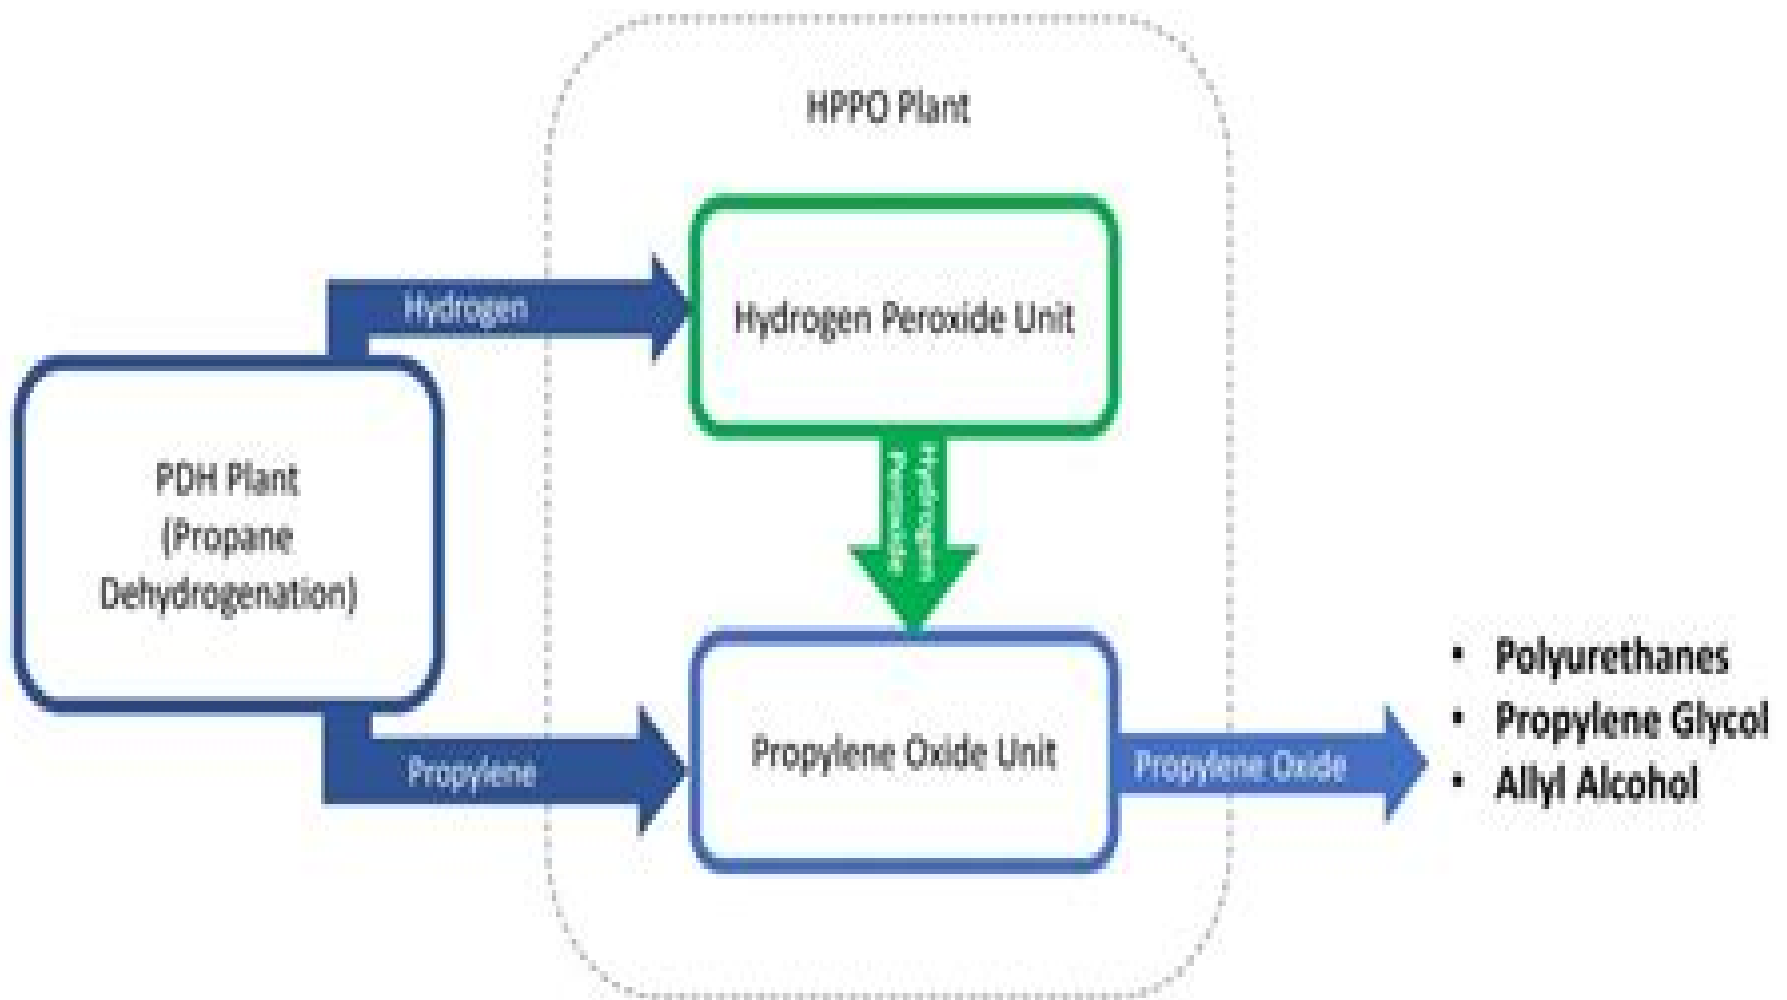 HPPO Plant
Hydrogen
Hydrogen Peroxide Unit
PDH Plant
(Propane
Dehydrogenation)
Hydrogen
Peroxide
Propylene
Propylene Oxide Unit
Propylene Oxide
• Polyurethanes
• Propylene Glycol
• Allyl Alcohol